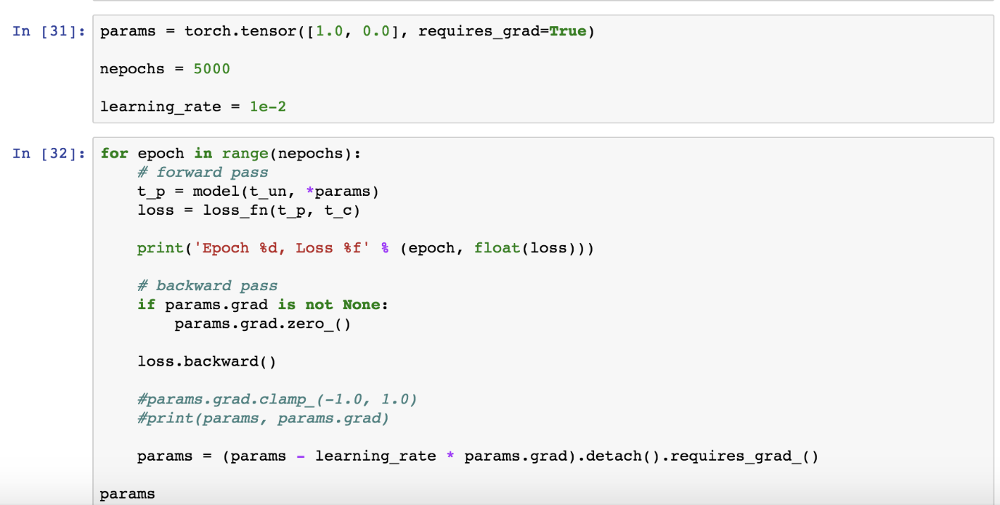 In [31]: params = torch.tensor([1.0, 0.0], requires_grad=True)
nepochs = 5000
learning_rate = 1e-2
In [32]: for epoch in range(nepochs):
    # forward pass
    t_p = model(t_un, *params)
    loss = loss_fn(t_p, t_c)
    print('Epoch %d, Loss %f' % (epoch, float(loss)))
    # backward pass
    if params.grad is not None:
        params.grad.zero_()
    loss.backward()
    #params.grad.clamp_(-1.0, 1.0)
    #print(params, params.grad)
    params = (params - learning_rate * params.grad).detach().requires_grad_()
params